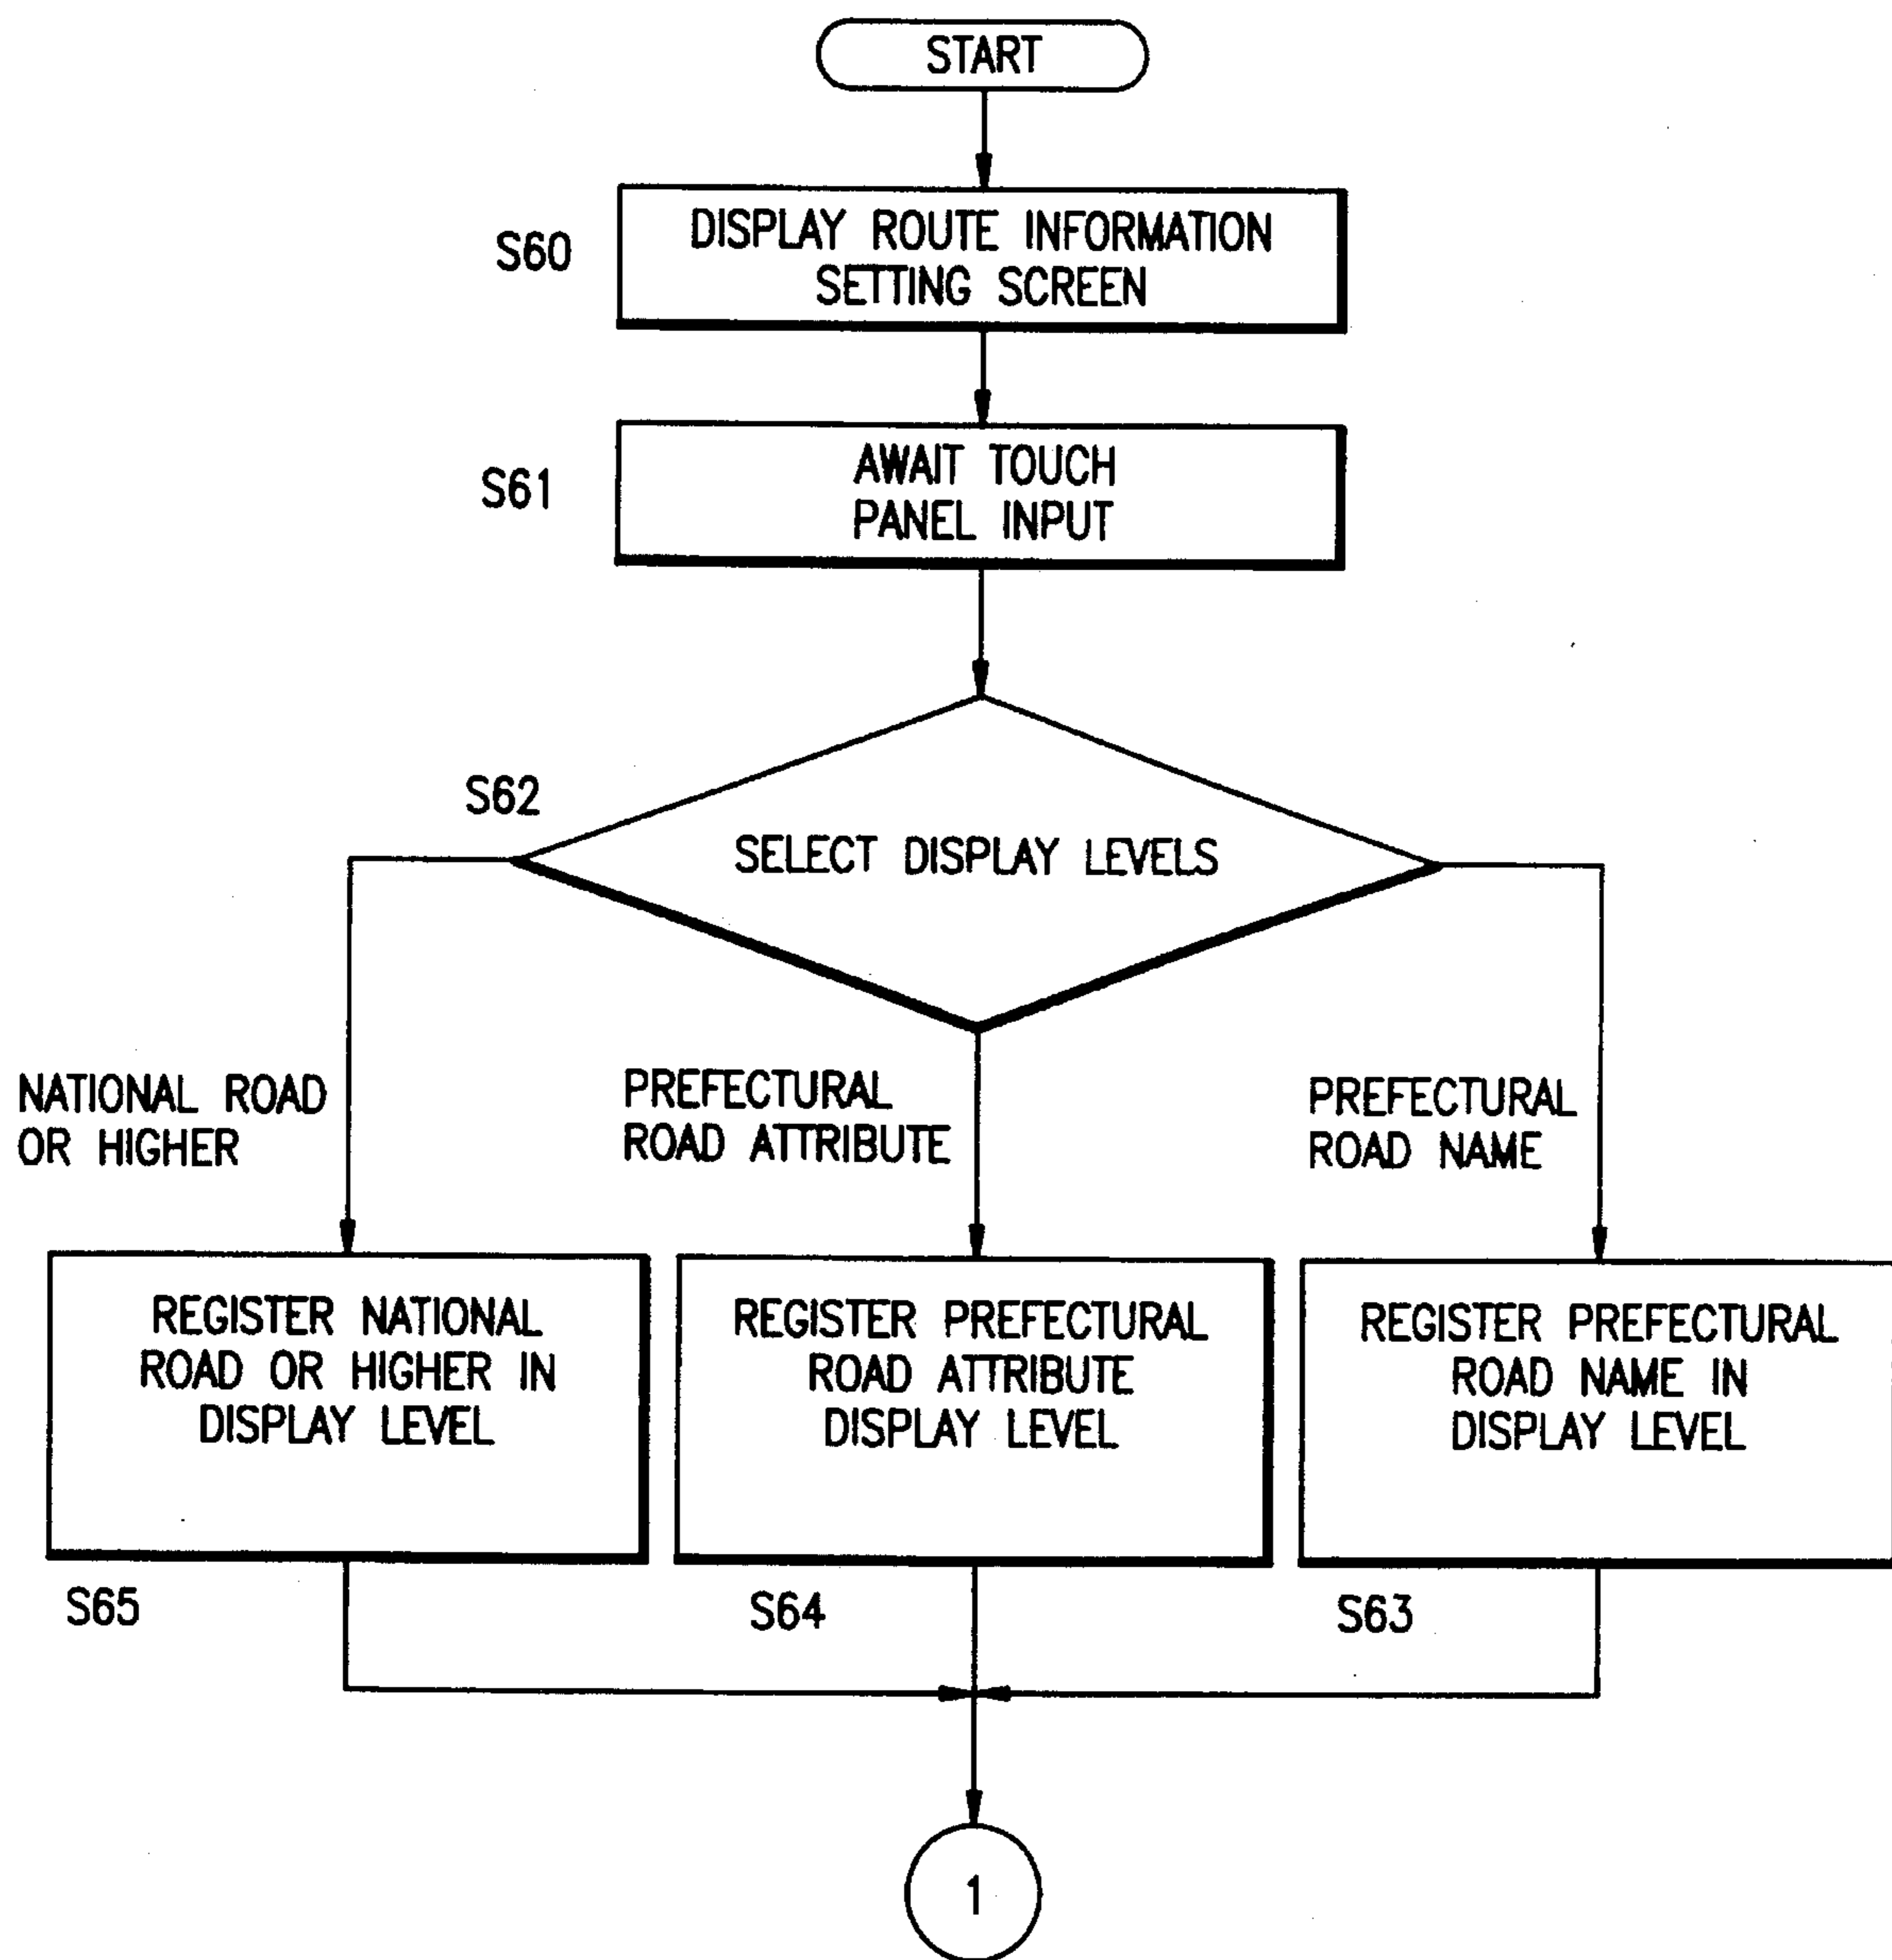 START
S60
DISPLAY ROUTE INFORMATION
SETTING SCREEN
S61
AWAIT TOUCH
PANEL INPUT
S62
SELECT DISPLAY LEVELS
NATIONAL ROAD
OR HIGHER
PREFECTURAL
ROAD ATTRIBUTE
PREFECTURAL
ROAD NAME
REGISTER NATIONAL
ROAD OR HIGHER IN
DISPLAY LEVEL
REGISTER PREFECTURAL
ROAD ATTRIBUTE
DISPLAY LEVEL
REGISTER PREFECTURAL
ROAD NAME IN
DISPLAY LEVEL
S65
S64
S63
1